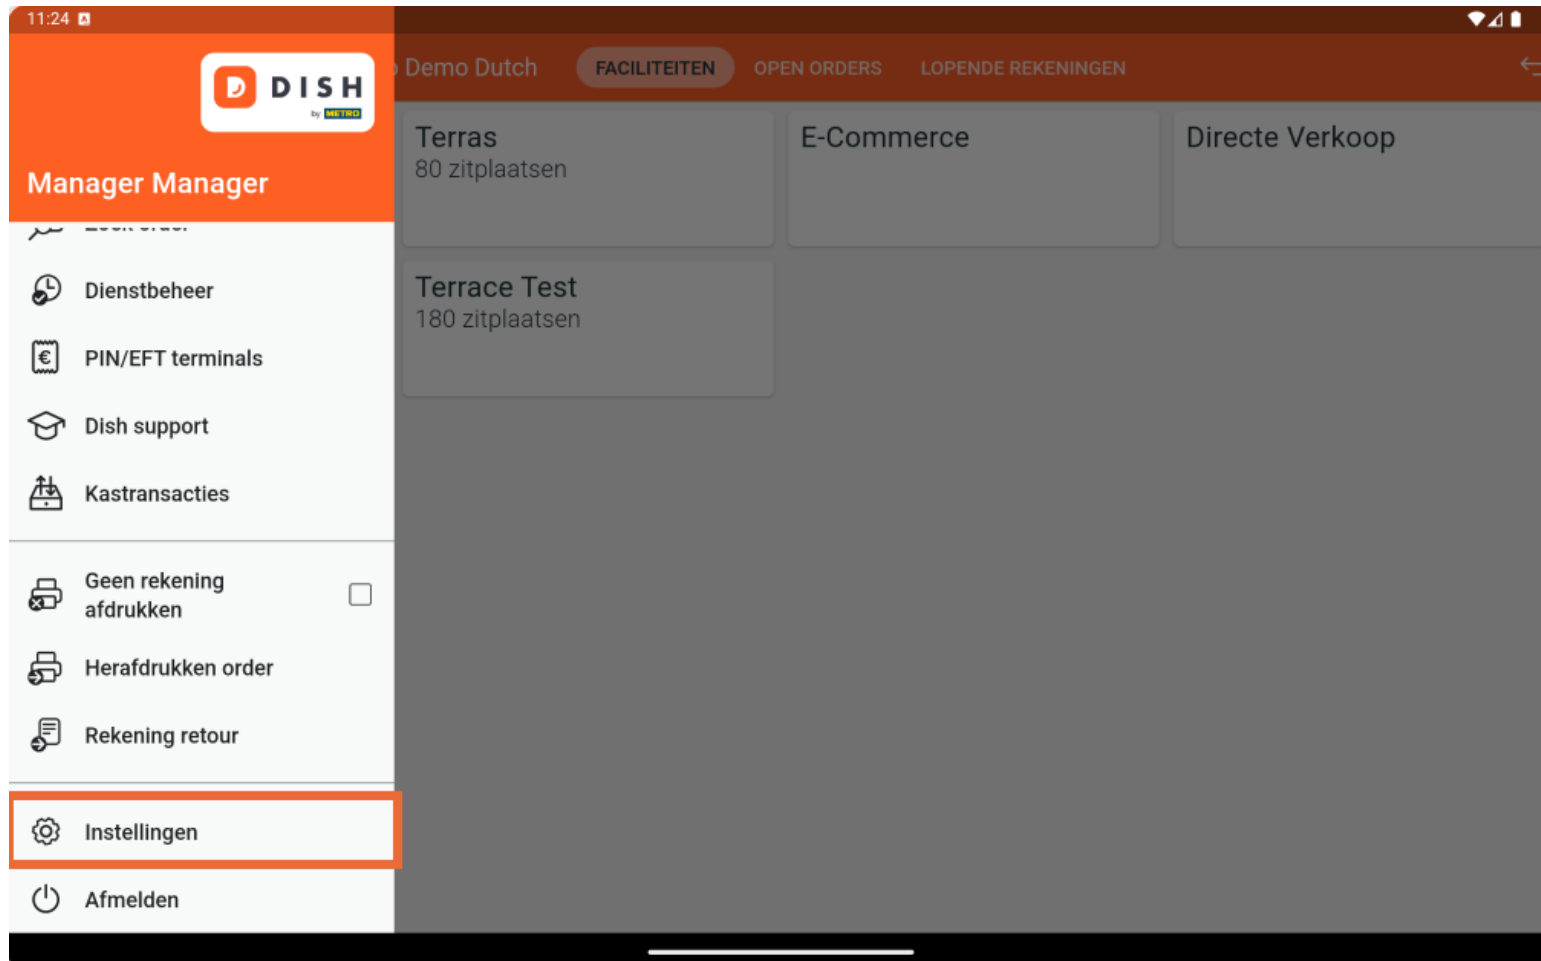 11:24
DISH
by METRO
Manager Manager
Dienstbeheer
PIN/EFT terminals
Dish support
Kastransacties
Geen rekening
afdrukken
Herafdrukken order
Rekening retour
Instellingen
Afmelden
Demo Dutch
FACILITEITEN
OPEN ORDERS
LOPENDE REKENINGEN
Terras
80 zitplaatsen
E-Commerce
Directe Verkoop
Terrace Test
180 zitplaatsen